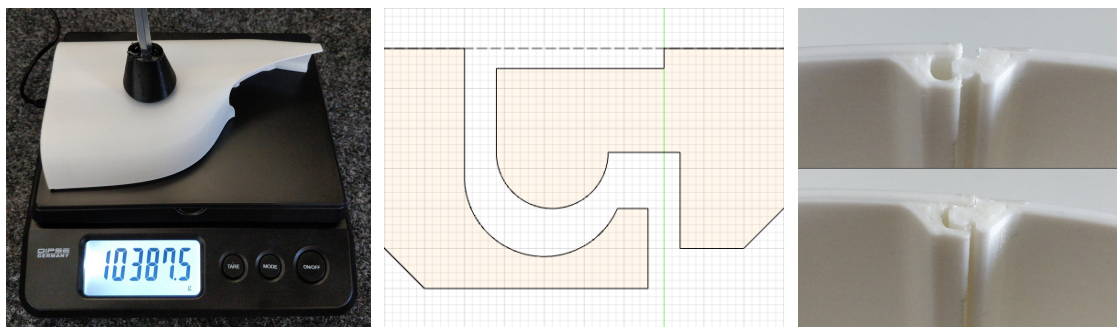 DIPSE
GERMANY
10387.5
g
TARE
MODE
ON/OFF